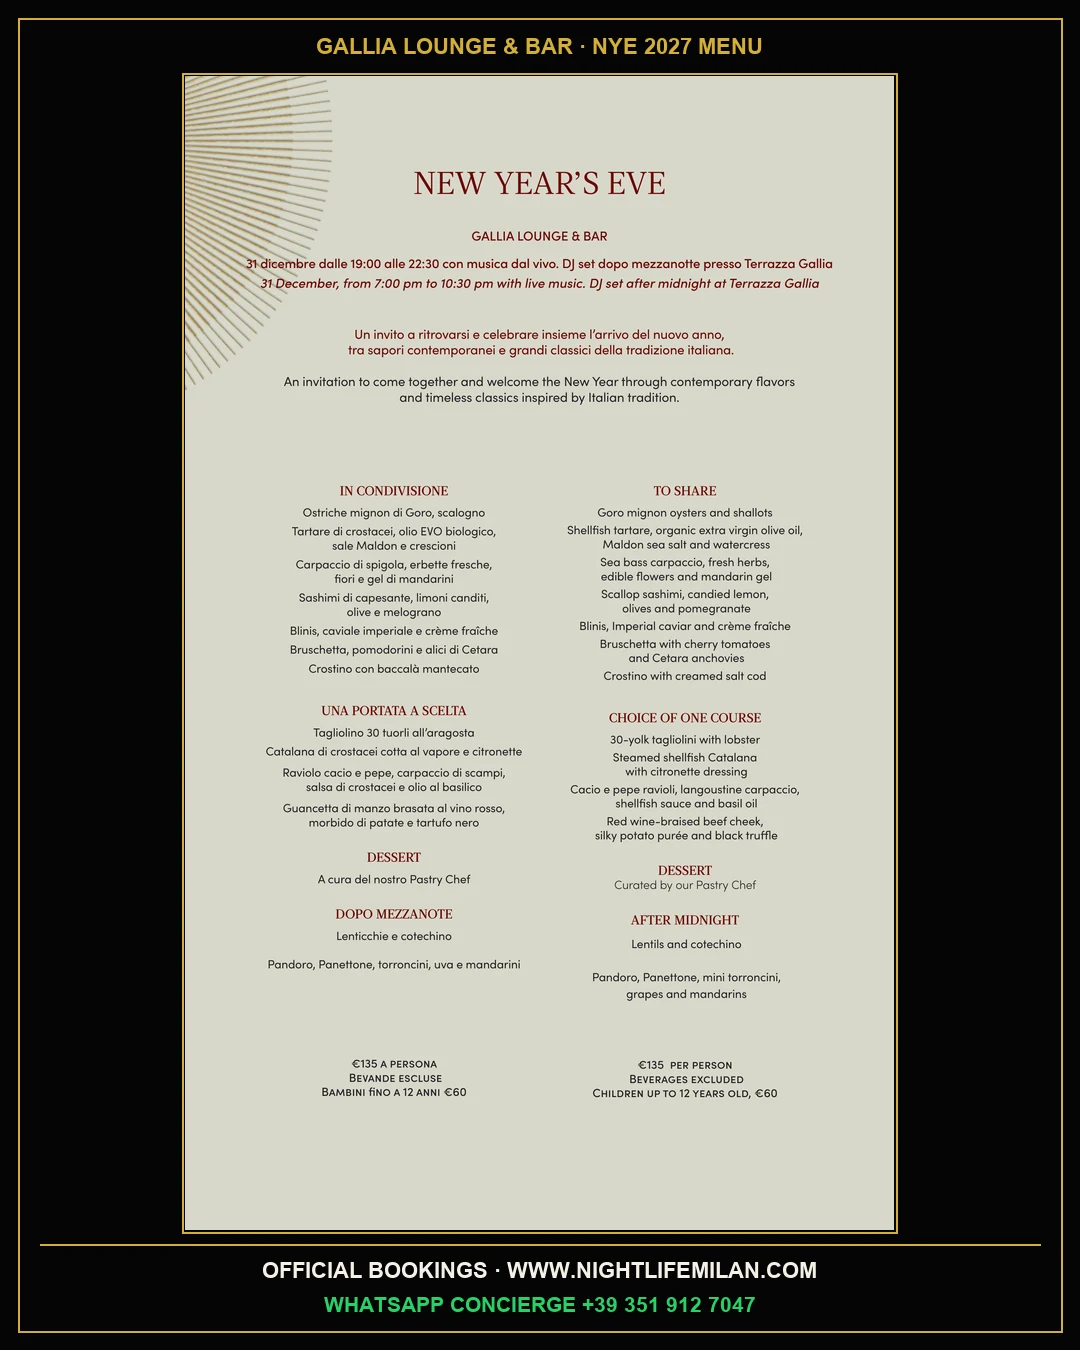 GALLIA LOUNGE & BAR · NYE 2027 MENU
NEW YEAR'S EVE
GALLIA LOUNGE & BAR
31 dicembre dalle 19:00 alle 22:30 con musica dal vivo. DJ set dopo mezzanotte presso Terrazza Gallia
31 December, from 7:00 pm to 10:30 pm with live music. DJ set after midnight at Terrazza Gallia
Un invito a ritrovarsi e celebrare insieme l'arrivo del nuovo anno,
tra sapori contemporanei e grandi classici della tradizione italiana.
An invitation to come together and welcome the New Year through contemporary flavors
and timeless classics inspired by Italian tradition.
IN CONDIVISIONE
Ostriche mignon di Goro, scalogno
Tartare di crostacei, olio EVO biologico,
sale Maldon e crescioni
Carpaccio di spigola, erbette fresche,
fiori e gel di mandarini
Sashimi di capesante, limoni canditi,
olive e melograno
Blinis, caviale imperiale e crème fraîche
Bruschetta, pomodorini e alici di Cetara
Crostino con baccalà mantecato
UNA PORTATA A SCELTA
Tagliolino 30 tuorli all'aragosta
Catalana di crostacei cotta al vapore e citronette
Raviolo cacio e pepe, carpaccio di scampi,
salsa di crostacei e olio al basilico
Guancetta di manzo brasata al vino rosso,
morbido di patate e tartufo nero
DESSERT
A cura del nostro Pastry Chef
DOPO MEZZANOTE
Lenticchie e cotechino
Pandoro, Panettone, torroncini, uva e mandarini
€135 A PERSONA
BEVANDE ESCLUSE
BAMBINI fiNO A 12 ANNI €60
TO SHARE
Goro mignon oysters and shallots
Shellfish tartare, organic extra virgin olive oil,
Maldon sea salt and watercress
Sea bass carpaccio, fresh herbs,
edible flowers and mandarin gel
Scallop sashimi, candied lemon,
olives and pomegranate
Blinis, Imperial caviar and crème fraîche
Bruschetta with cherry tomatoes
and Cetara anchovies
Crostino with creamed salt cod
CHOICE OF ONE COURSE
30-yolk tagliolini with lobster
Steamed shellfish Catalana
with citronette dressing
Cacio e pepe ravioli, langoustine carpaccio,
shellfish sauce and basil oil
Red wine-braised beef cheek,
silky potato purée and black truffle
DESSERT
Curated by our Pastry Chef
AFTER MIDNIGHT
Lentils and cotechino
Pandoro, Panettone, mini torroncini,
grapes and mandarins
€135 PER PERSON
BEVERAGES EXCLUDED
CHILDREN UP TO 12 YEARS OLD, €60
OFFICIAL BOOKINGS · WWW.NIGHTLIFEMILAN.COM
WHATSAPP CONCIERGE +39 351 912 7047